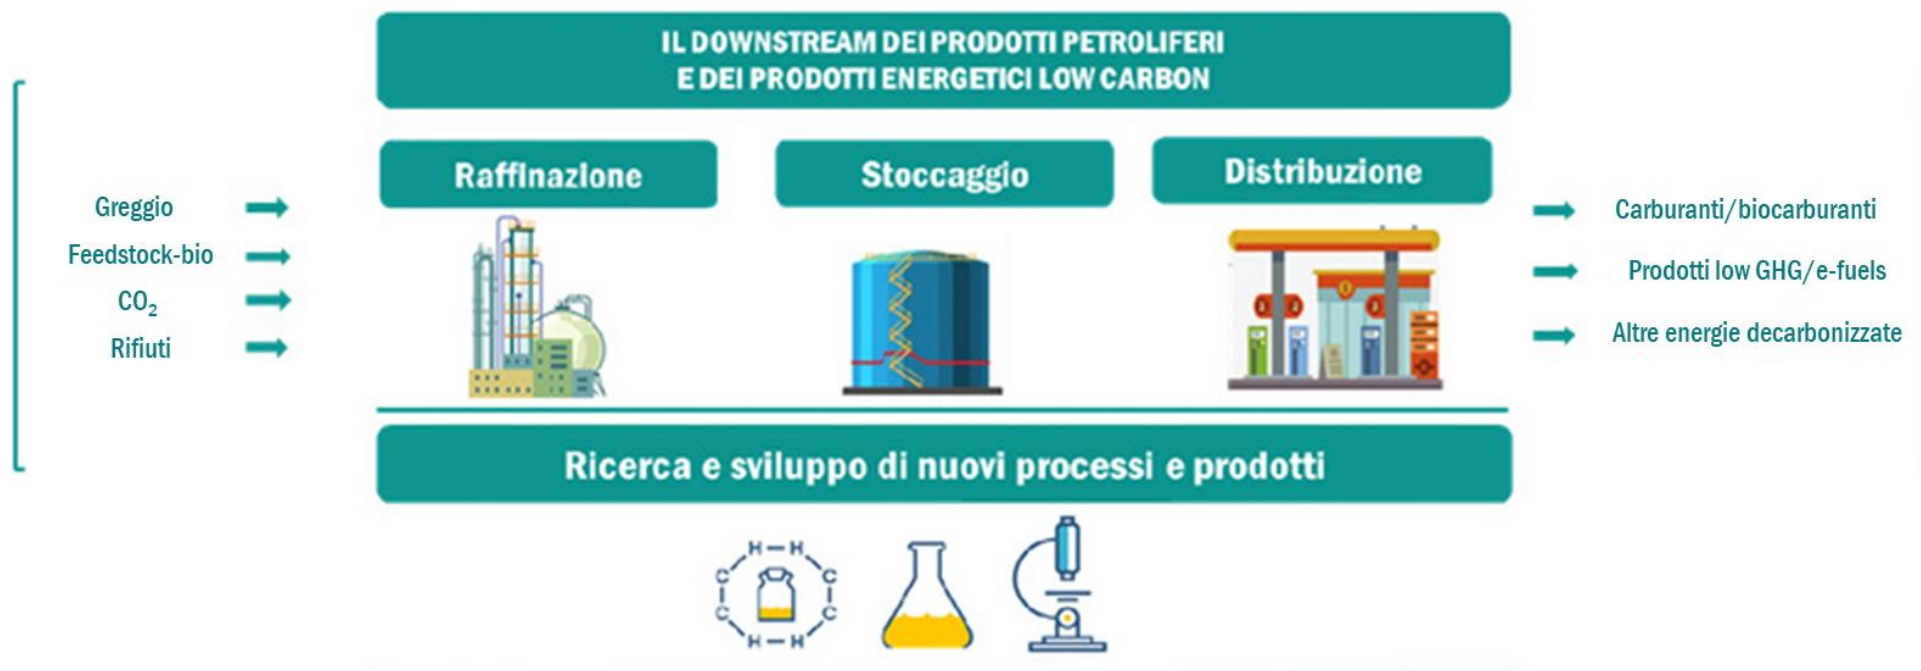 IL DOWNSTREAM DEI PRODOTTI PETROLIFERI
E DEI PRODOTTI ENERGETICI LOW CARBON
Raffinazione
Stoccaggio
Distribuzione
Greggio
Feedstock-bio
CO₂
Rifiuti
Carburanti/biocarburanti
Prodotti low GHG/e-fuels
Altre energie decarbonizzate
Ricerca e sviluppo di nuovi processi e prodotti
H H
C C
C C
H H